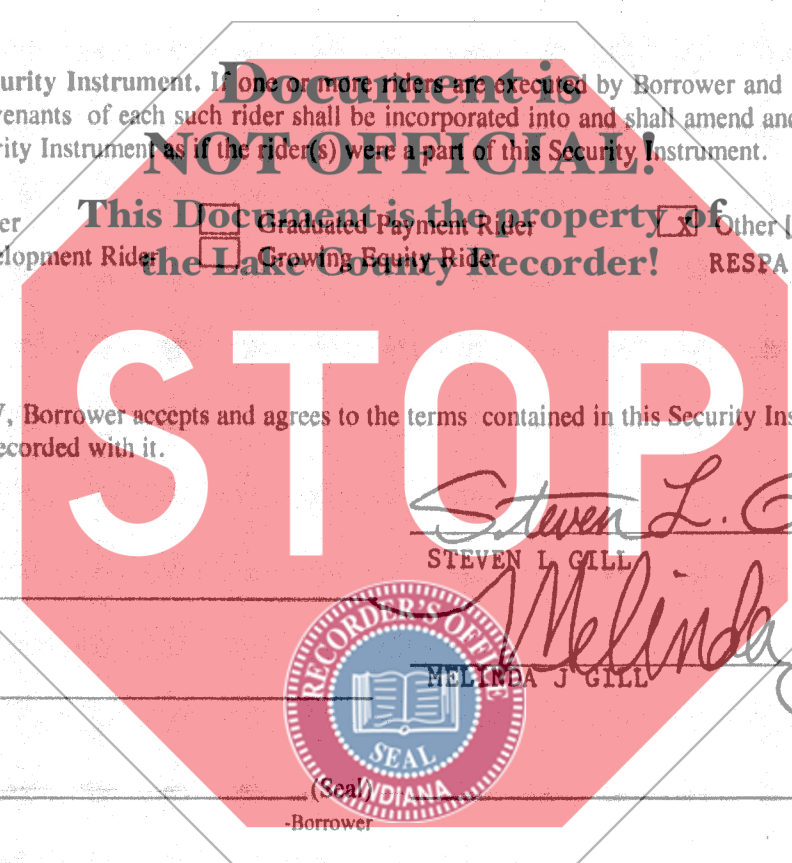 Document is
urity Instrument. If one or more riders are executed by Borrower and
venants of each such rider shall be incorporated into and shall amend and
NOT OFFICIAL!
rity Instrument as if the rider(s) were a part of this Security Instrument.
This Document is the property of
er Graduated Payment Rider x Other [
the Lake County Recorder!
elopment Rider Growing Equity Rider RESPA
STOP
, Borrower accepts and agrees to the terms contained in this Security Ins
ecorded with it.
Steven L. G
STEVEN L GILL
Melinda
MELINDA J GILL
RECORDER'S OFFICE
SEAL
INDIANA
(Seal)
-Borrower